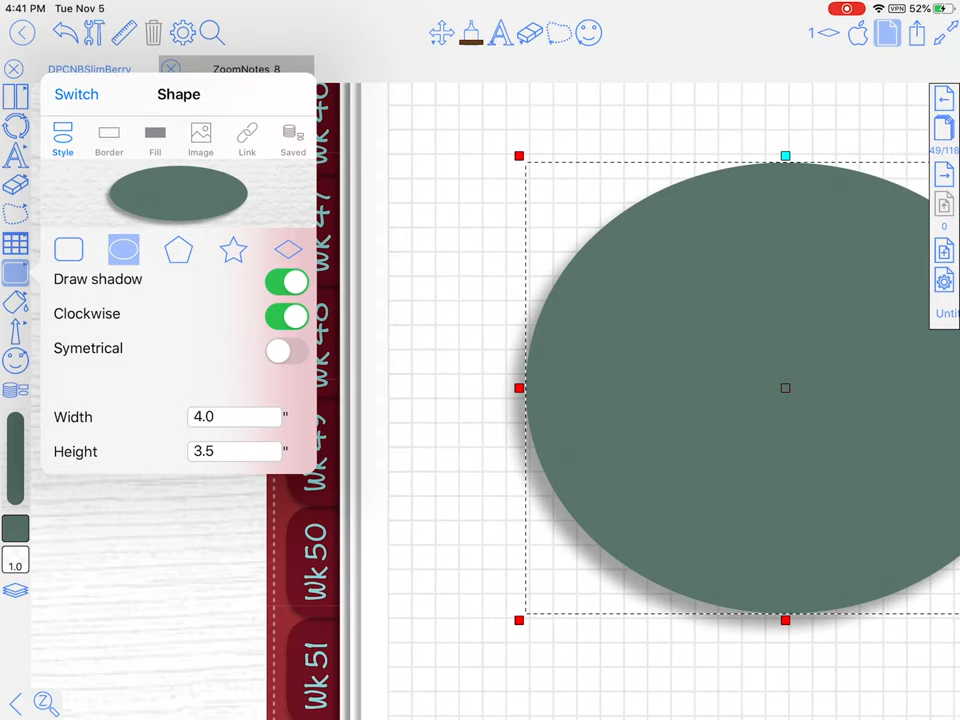 4:41 PM Tue Nov 5
VPN 52%
1
DPCNBSlimBerry
ZoomNotes 8
Switch
Shape
Style
Border
Fill
Image
Link
Saved
Draw shadow
Clockwise
Symetrical
Width 4.0 "
Height 3.5 "
1.0
Wk 47
Wk 48
Wk 49
Wk 50
Wk 51
49/118
0
Unti